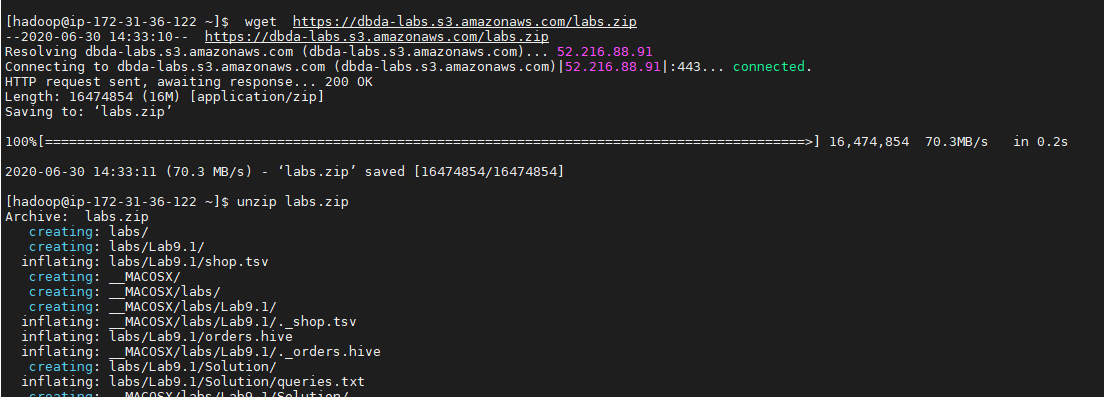 [hadoop@ip-172-31-36-122 ~]$  wget  https://dbda-labs.s3.amazonaws.com/labs.zip
--2020-06-30 14:33:10--  https://dbda-labs.s3.amazonaws.com/labs.zip
Resolving dbda-labs.s3.amazonaws.com (dbda-labs.s3.amazonaws.com)... 52.216.88.91
Connecting to dbda-labs.s3.amazonaws.com (dbda-labs.s3.amazonaws.com)|52.216.88.91|:443... connected.
HTTP request sent, awaiting response... 200 OK
Length: 16474854 (16M) [application/zip]
Saving to: ‘labs.zip’
100%[===============================================================================================>] 16,474,854  70.3MB/s   in 0.2s
2020-06-30 14:33:11 (70.3 MB/s) - ‘labs.zip’ saved [16474854/16474854]
[hadoop@ip-172-31-36-122 ~]$ unzip labs.zip
Archive:  labs.zip
   creating: labs/
   creating: labs/Lab9.1/
  inflating: labs/Lab9.1/shop.tsv
   creating: __MACOSX/
   creating: __MACOSX/labs/
   creating: __MACOSX/labs/Lab9.1/
  inflating: __MACOSX/labs/Lab9.1/._shop.tsv
  inflating: labs/Lab9.1/orders.hive
  inflating: __MACOSX/labs/Lab9.1/._orders.hive
   creating: labs/Lab9.1/Solution/
  inflating: labs/Lab9.1/Solution/queries.txt
   creating: __MACOSX/labs/Lab9.1/Solution/